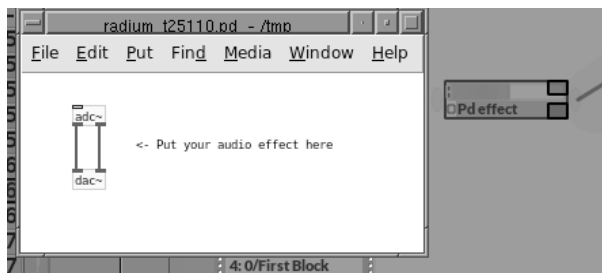 radium_t25110.pd - /tmp
File Edit Put Find Media Window Help
adc~
<- Put your audio effect here
dac~
Pd effect
4: 0/First Block